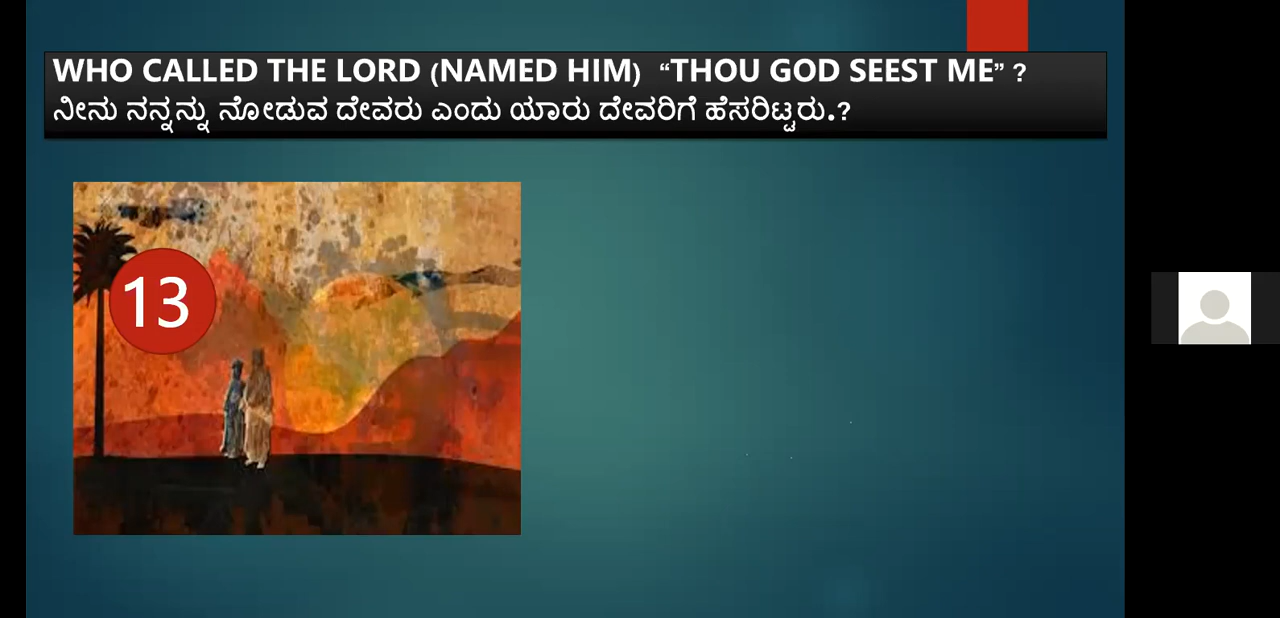 WHO CALLED THE LORD (NAMED HIM) “THOU GOD SEEST ME” ?
ನೀನು ನನ್ನನ್ನು ನೋಡುವ ದೇವರು ಎಂದು ಯಾರು ದೇವರಿಗೆ ಹೆಸರಿಟ್ಟರು.?
13